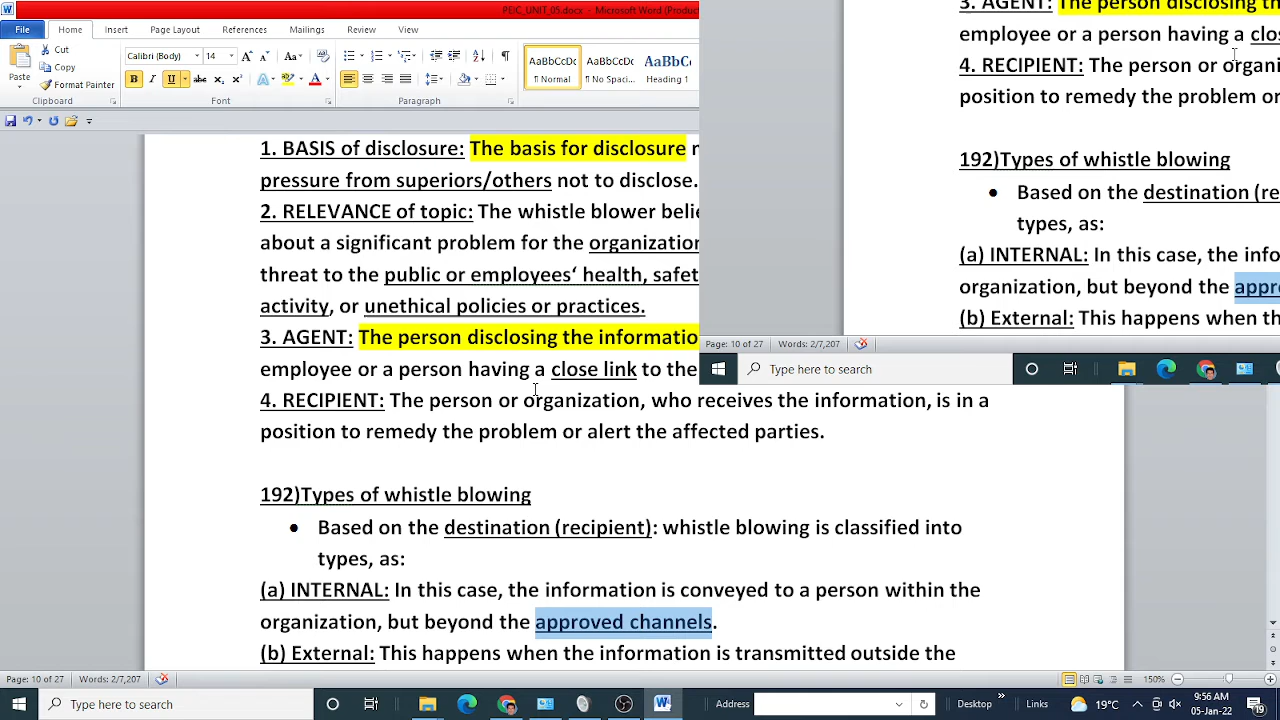 PEIC_UNIT_05.docx - Microsoft Word (Produc
File Home Insert Page Layout References Mailings Review View
Cut
Copy
Format Painter
Paste
Clipboard
Calibri (Body) 14
Font
Paragraph
AaBbCcDc AaBbCcDc AaBbCc
¶ Normal ¶ No Spaci... Heading 1
1. BASIS of disclosure: The basis for disclosure
pressure from superiors/others not to disclose.
2. RELEVANCE of topic: The whistle blower beli
about a significant problem for the organization
threat to the public or employees‘ health, safet
activity, or unethical policies or practices.
3. AGENT: The person disclosing the informatio
employee or a person having a close link to the
4. RECIPIENT: The person or organization, who receives the information, is in a
position to remedy the problem or alert the affected parties.
192)Types of whistle blowing
• Based on the destination (recipient): whistle blowing is classified into
types, as:
(a) INTERNAL: In this case, the information is conveyed to a person within the
organization, but beyond the approved channels.
(b) External: This happens when the information is transmitted outside the
3. AGENT: The person disclosing th
employee or a person having a clos
4. RECIPIENT: The person or organi
position to remedy the problem or
192)Types of whistle blowing
• Based on the destination (re
types, as:
(a) INTERNAL: In this case, the info
organization, but beyond the appr
(b) External: This happens when th
Page: 10 of 27 Words: 2/7,207
Type here to search
Page: 10 of 27 Words: 2/7,207
150%
Type here to search
Address
Desktop
Links
19°C
ENG
9:56 AM
05-Jan-22